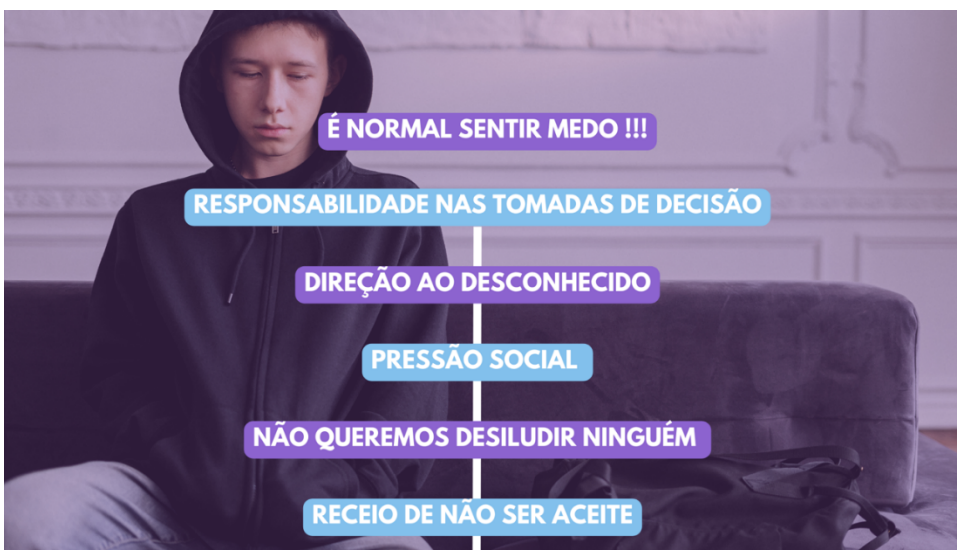 É NORMAL SENTIR MEDO !!!
RESPONSABILIDADE NAS TOMADAS DE DECISÃO
DIREÇÃO AO DESCONHECIDO
PRESSÃO SOCIAL
NÃO QUEREMOS DESILUDIR NINGUÉM
RECEIO DE NÃO SER ACEITE